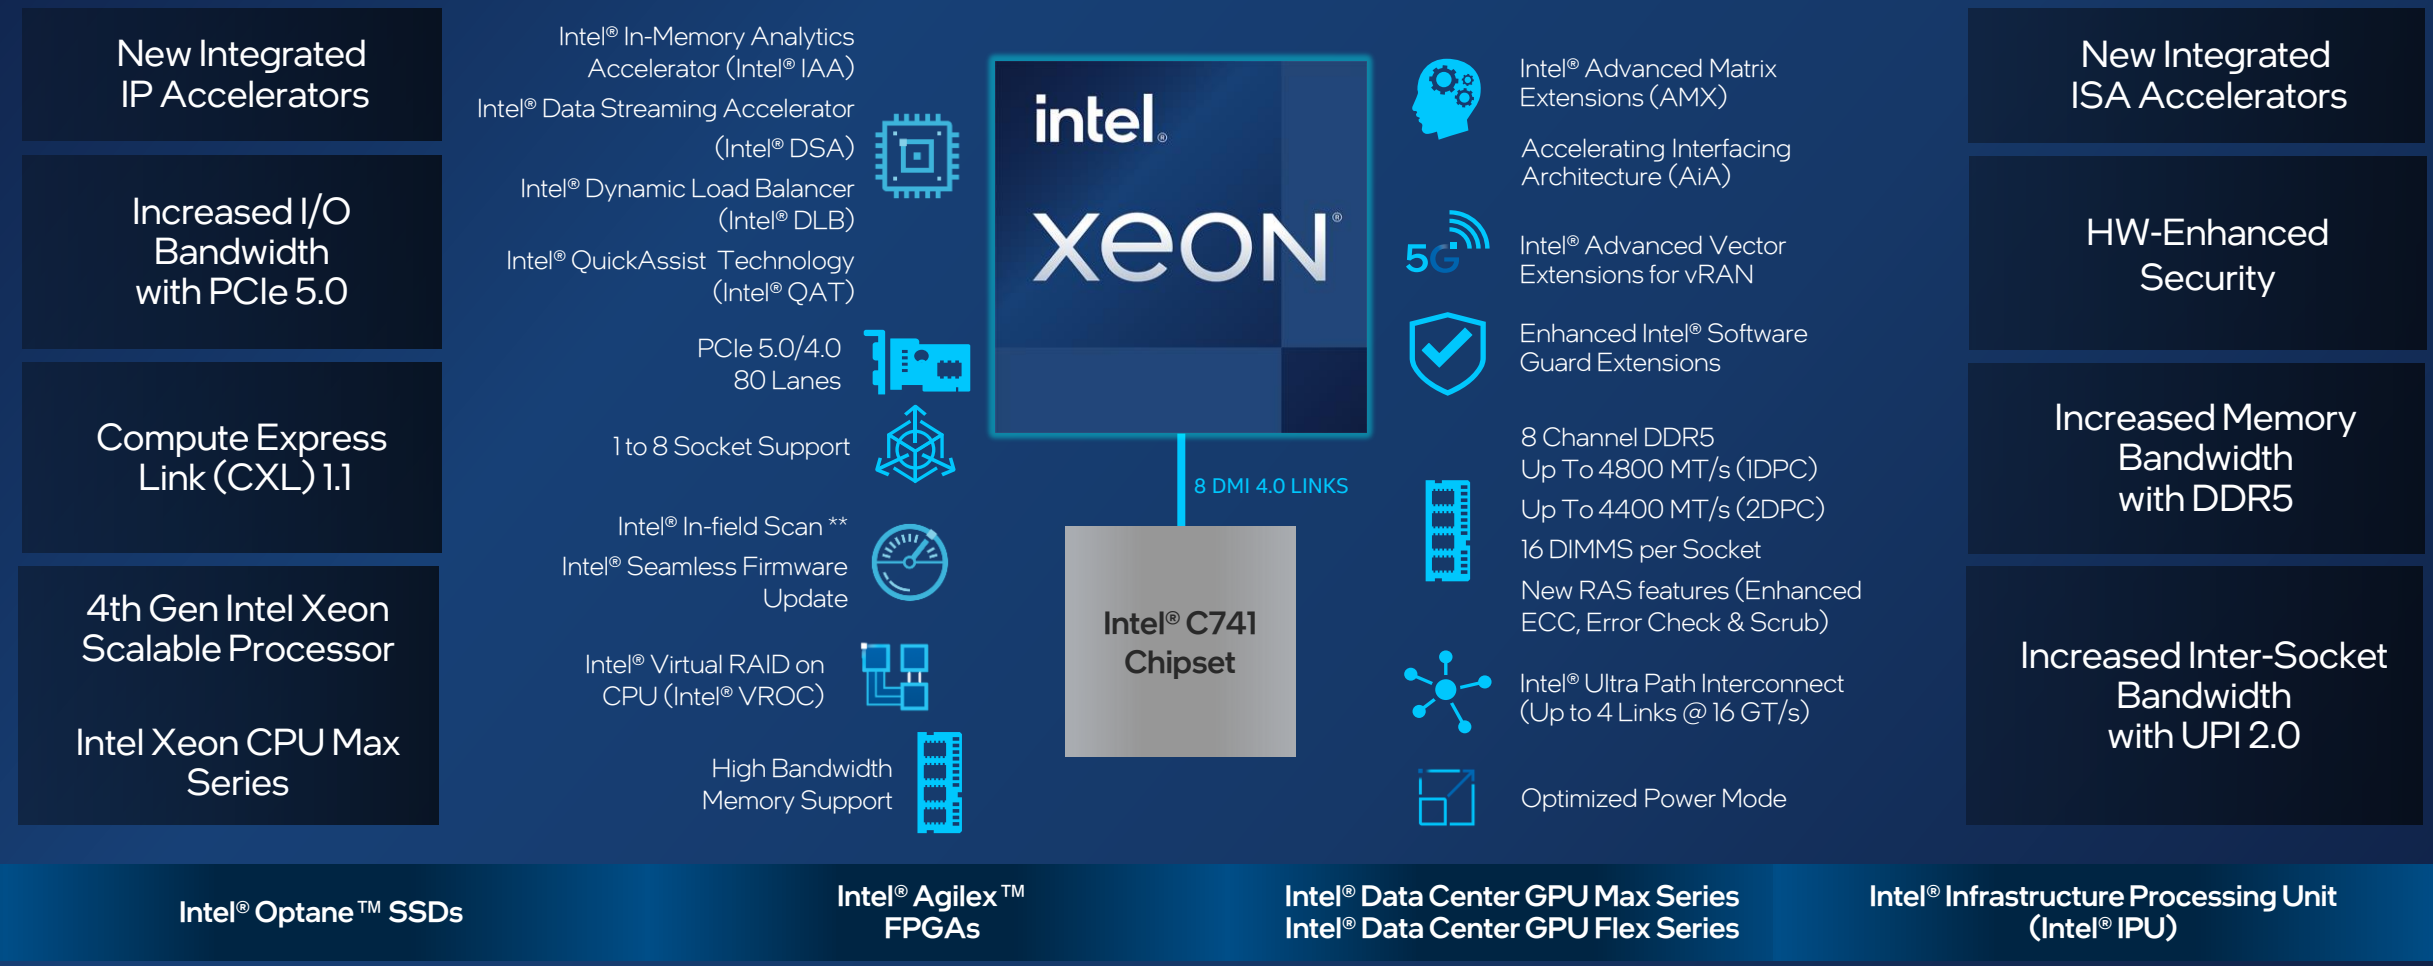 New Integrated
IP Accelerators
Increased I/O
Bandwidth
with PCIe 5.0
Compute Express
Link (CXL) 1.1
4th Gen Intel Xeon
Scalable Processor
Intel Xeon CPU Max
Series
Intel® In-Memory Analytics
Accelerator (Intel® IAA)
Intel® Data Streaming Accelerator
(Intel® DSA)
Intel® Dynamic Load Balancer
(Intel® DLB)
Intel® QuickAssist Technology
(Intel® QAT)
PCIe 5.0/4.0
80 Lanes
1 to 8 Socket Support
Intel® In-field Scan **
Intel® Seamless Firmware
Update
Intel® Virtual RAID on
CPU (Intel® VROC)
High Bandwidth
Memory Support
intel®
xeon®
8 DMI 4.0 LINKS
Intel® C741
Chipset
Intel® Advanced Matrix
Extensions (AMX)
Accelerating Interfacing
Architecture (AiA)
5G
Intel® Advanced Vector
Extensions for vRAN
Enhanced Intel® Software
Guard Extensions
8 Channel DDR5
Up To 4800 MT/s (1DPC)
Up To 4400 MT/s (2DPC)
16 DIMMS per Socket
New RAS features (Enhanced
ECC, Error Check & Scrub)
Intel® Ultra Path Interconnect
(Up to 4 Links @ 16 GT/s)
Optimized Power Mode
New Integrated
ISA Accelerators
HW-Enhanced
Security
Increased Memory
Bandwidth
with DDR5
Increased Inter-Socket
Bandwidth
with UPI 2.0
Intel® Optane™ SSDs
Intel® Agilex™
FPGAs
Intel® Data Center GPU Max Series
Intel® Data Center GPU Flex Series
Intel® Infrastructure Processing Unit
(Intel® IPU)